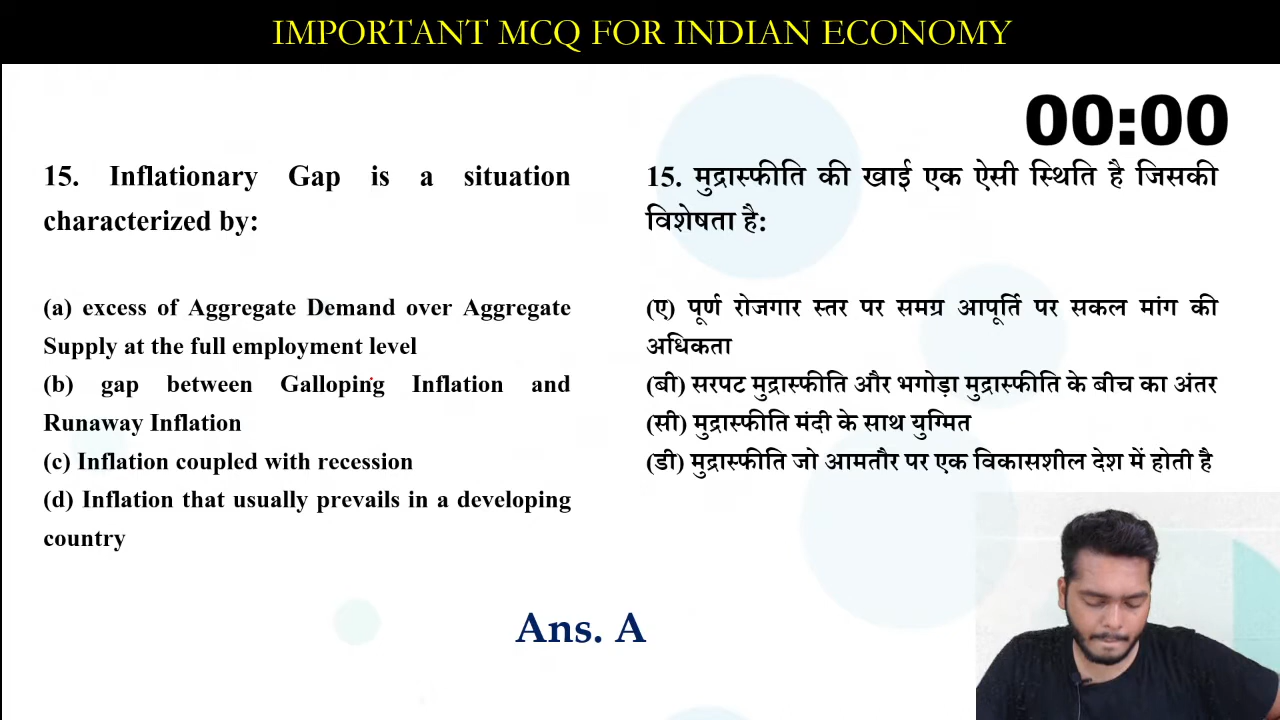 IMPORTANT MCQ FOR INDIAN ECONOMY
00:00
15. Inflationary Gap is a situation
characterized by:
(a) excess of Aggregate Demand over Aggregate
Supply at the full employment level
(b) gap between Galloping Inflation and
Runaway Inflation
(c) Inflation coupled with recession
(d) Inflation that usually prevails in a developing
country
15. मुद्रास्फीति की खाई एक ऐसी स्थिति है जिसकी
विशेषता है:
(ए) पूर्ण रोजगार स्तर पर समग्र आपूर्ति पर सकल मांग की
अधिकता
(बी) सरपट मुद्रास्फीति और भगोड़ा मुद्रास्फीति के बीच का अंतर
(सी) मुद्रास्फीति मंदी के साथ युग्मित
(डी) मुद्रास्फीति जो आमतौर पर एक विकासशील देश में होती है
Ans. A